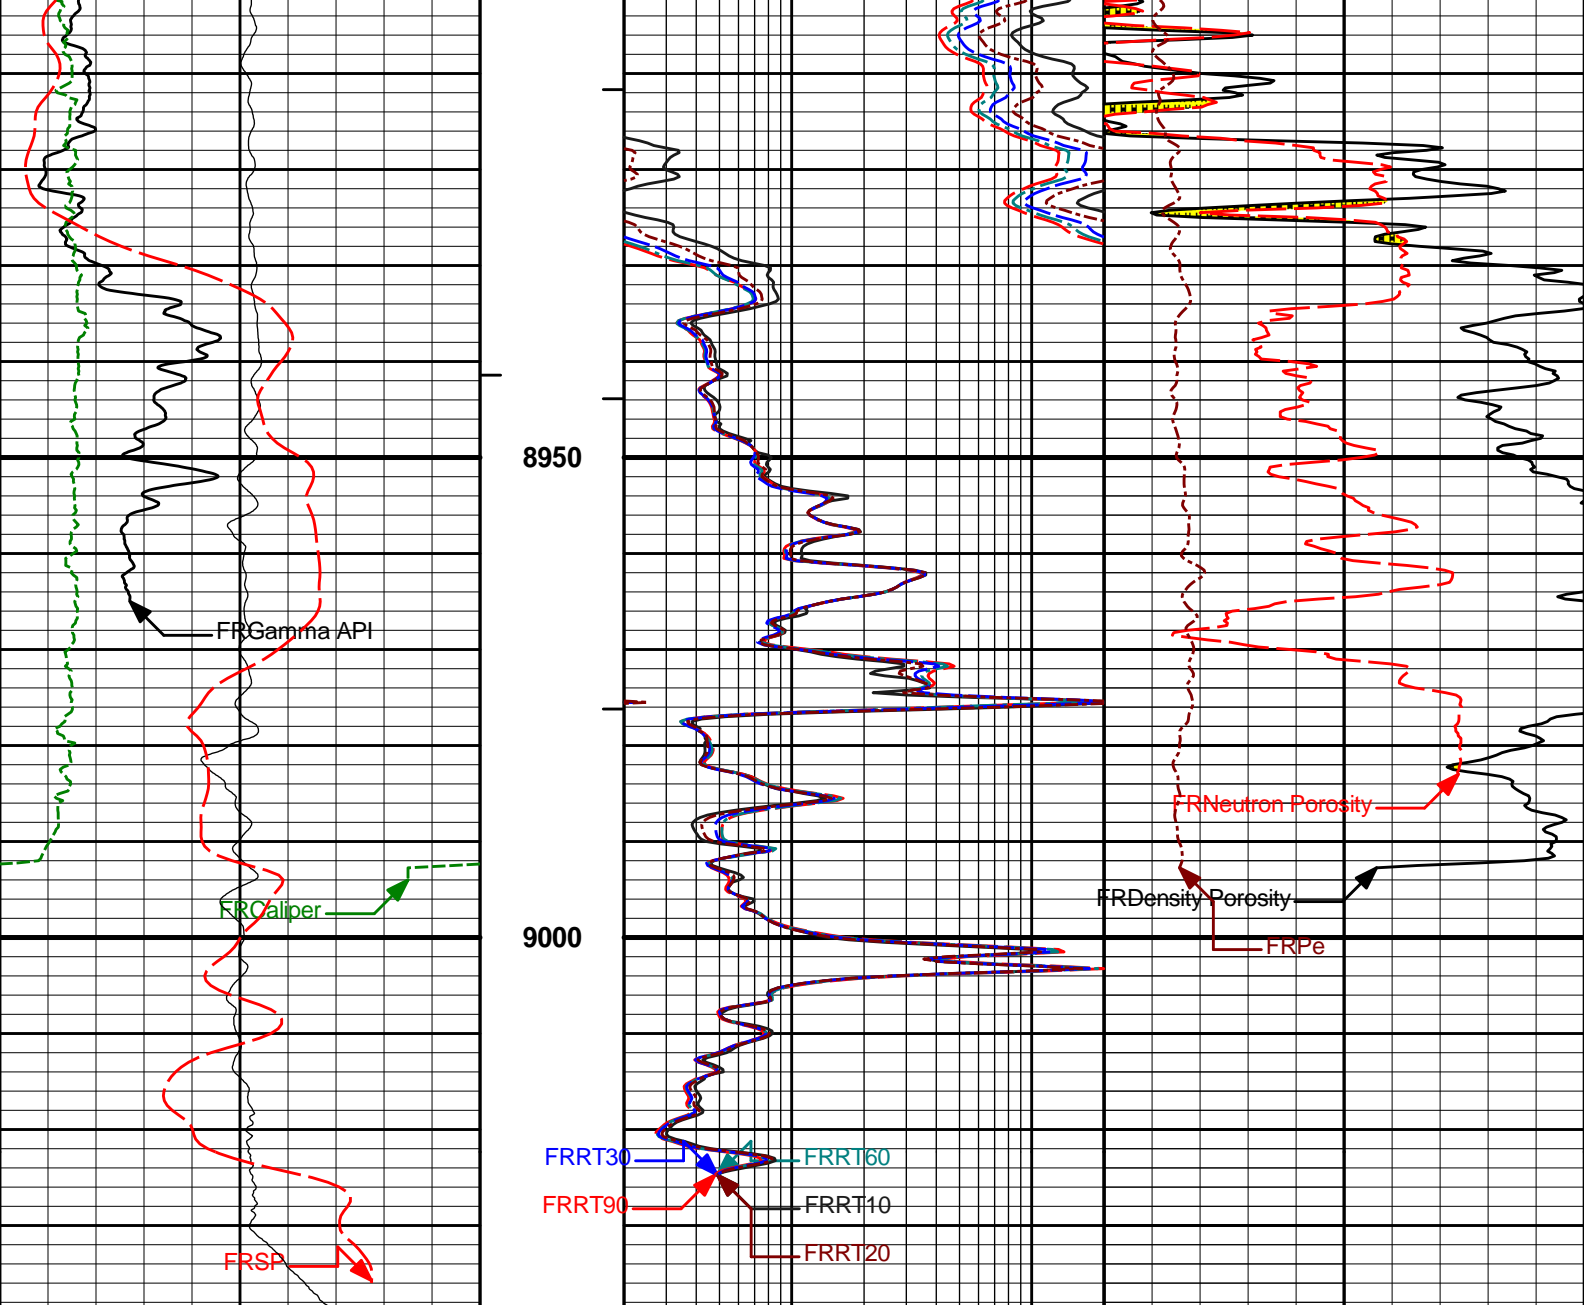 8950
FRGamma API
FRNeutron Porosity
FRCaliper
FRDensity Porosity
9000
FRPe
FRRT30
FRRT60
FRRT90
FRRT10
FRRT20
FRSP